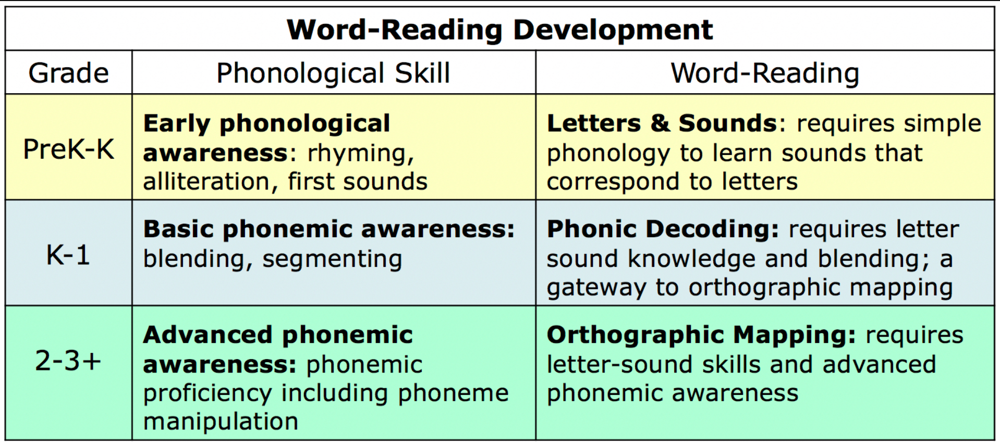 Word-Reading Development
Grade
Phonological Skill
Word-Reading
PreK-K
Early phonological
awareness: rhyming,
alliteration, first sounds
Letters & Sounds: requires simple
phonology to learn sounds that
correspond to letters
K-1
Basic phonemic awareness:
blending, segmenting
Phonic Decoding: requires letter
sound knowledge and blending; a
gateway to orthographic mapping
2-3+
Advanced phonemic
awareness: phonemic
proficiency including phoneme
manipulation
Orthographic Mapping: requires
letter-sound skills and advanced
phonemic awareness